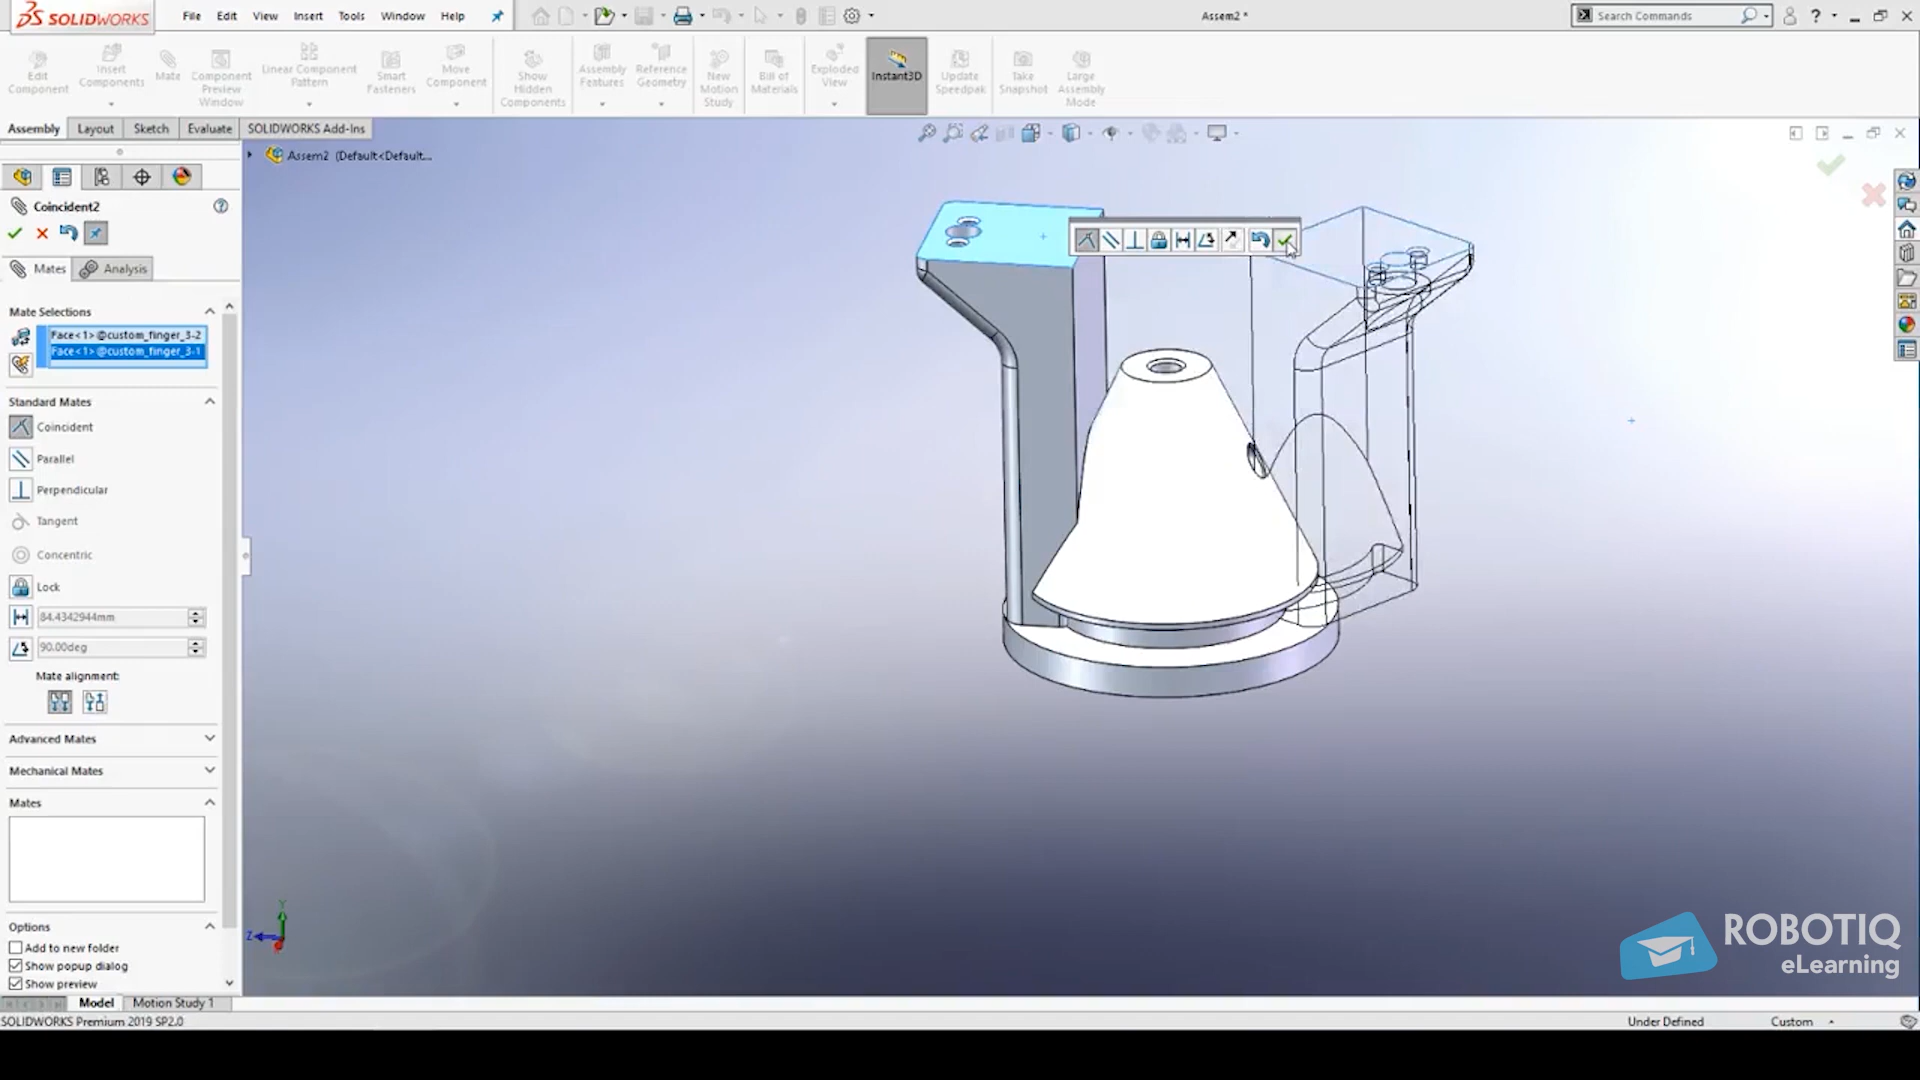 SOLIDWORKS
File Edit View Insert Tools Window Help
Assem2 *
Search Commands
Edit Component
Insert Components
Mate
Component Preview Window
Linear Component Pattern
Smart Fasteners
Move Component
Show Hidden Components
Assembly Features
Reference Geometry
New Motion Study
Bill of Materials
Exploded View
Instant3D
Update Speedpak
Take Snapshot
Large Assembly Mode
Assembly Layout Sketch Evaluate SOLIDWORKS Add-Ins
Assem2 (Default<Default...
Coincident2
Mates Analysis
Mate Selections
Face<1>@custom_finger_3-2
Face<1>@custom_finger_3-1
Standard Mates
Coincident
Parallel
Perpendicular
Tangent
Concentric
Lock
84.4342944mm
90.00deg
Mate alignment:
Advanced Mates
Mechanical Mates
Mates
Options
Add to new folder
Show popup dialog
Show preview
Y
Z
ROBOTIQ
eLearning
Model Motion Study 1
SOLIDWORKS Premium 2019 SP2.0
Under Defined
Custom